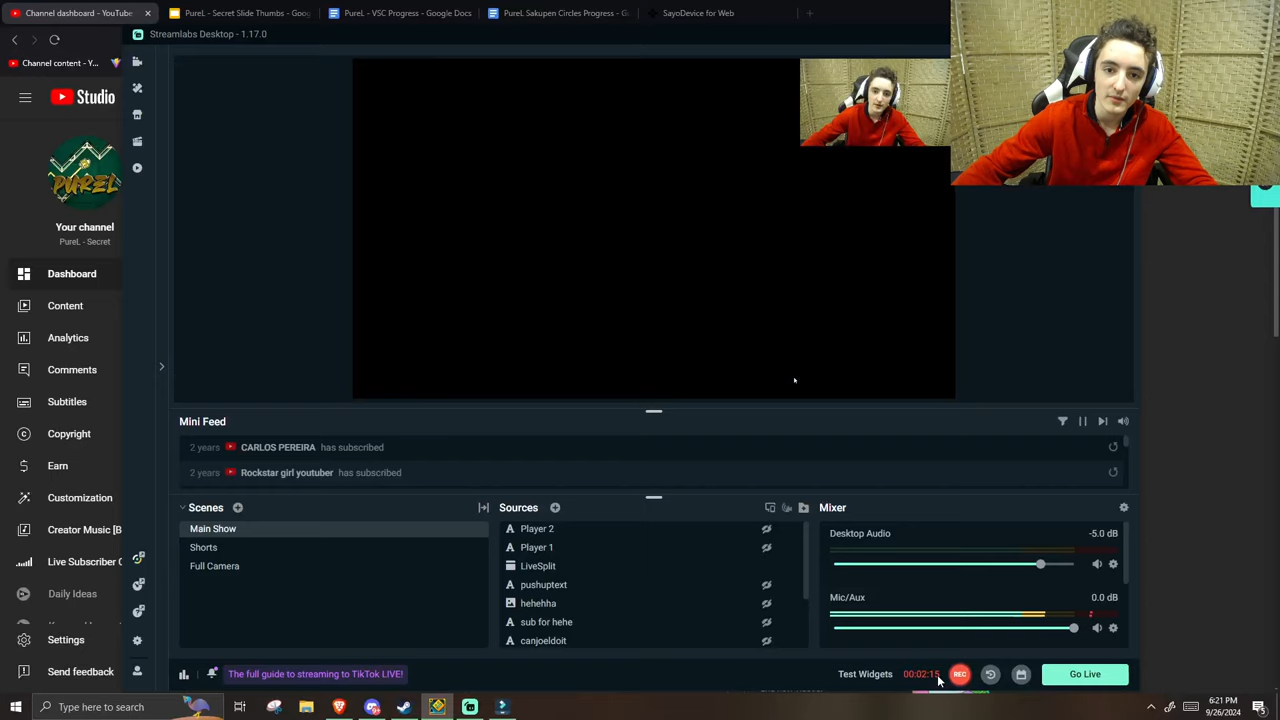 Channel dashboard - YouTube
PureL - Secret Slide Thumbs - Goog
PureL - VSC Progress - Google Docs
PureL Sakupen Circles Progress - G
SayoDevice for Web
Streamlabs Desktop - 1.17.0
Channel content - Y...
Studio
PUREL
Your channel
PureL - Secret
Dashboard
Content
Analytics
Comments
Subtitles
Copyright
Earn
Customization
Creator Music [B
Live Subscriber C
Daily Ideas
Settings
Send feedback
Mini Feed
2 years CARLOS PEREIRA has subscribed
2 years Rockstar girl youtuber has subscribed
Scenes
Main Show
Shorts
Full Camera
Sources
Player 2
Player 1
LiveSplit
pushuptext
hehehha
sub for hehe
canjoeldoit
Mixer
Desktop Audio -5.0 dB
Mic/Aux 0.0 dB
The full guide to streaming to TikTok LIVE!
Test Widgets 00:02:15 REC Go Live
Type here to search
6:21 PM
9/26/2024
5